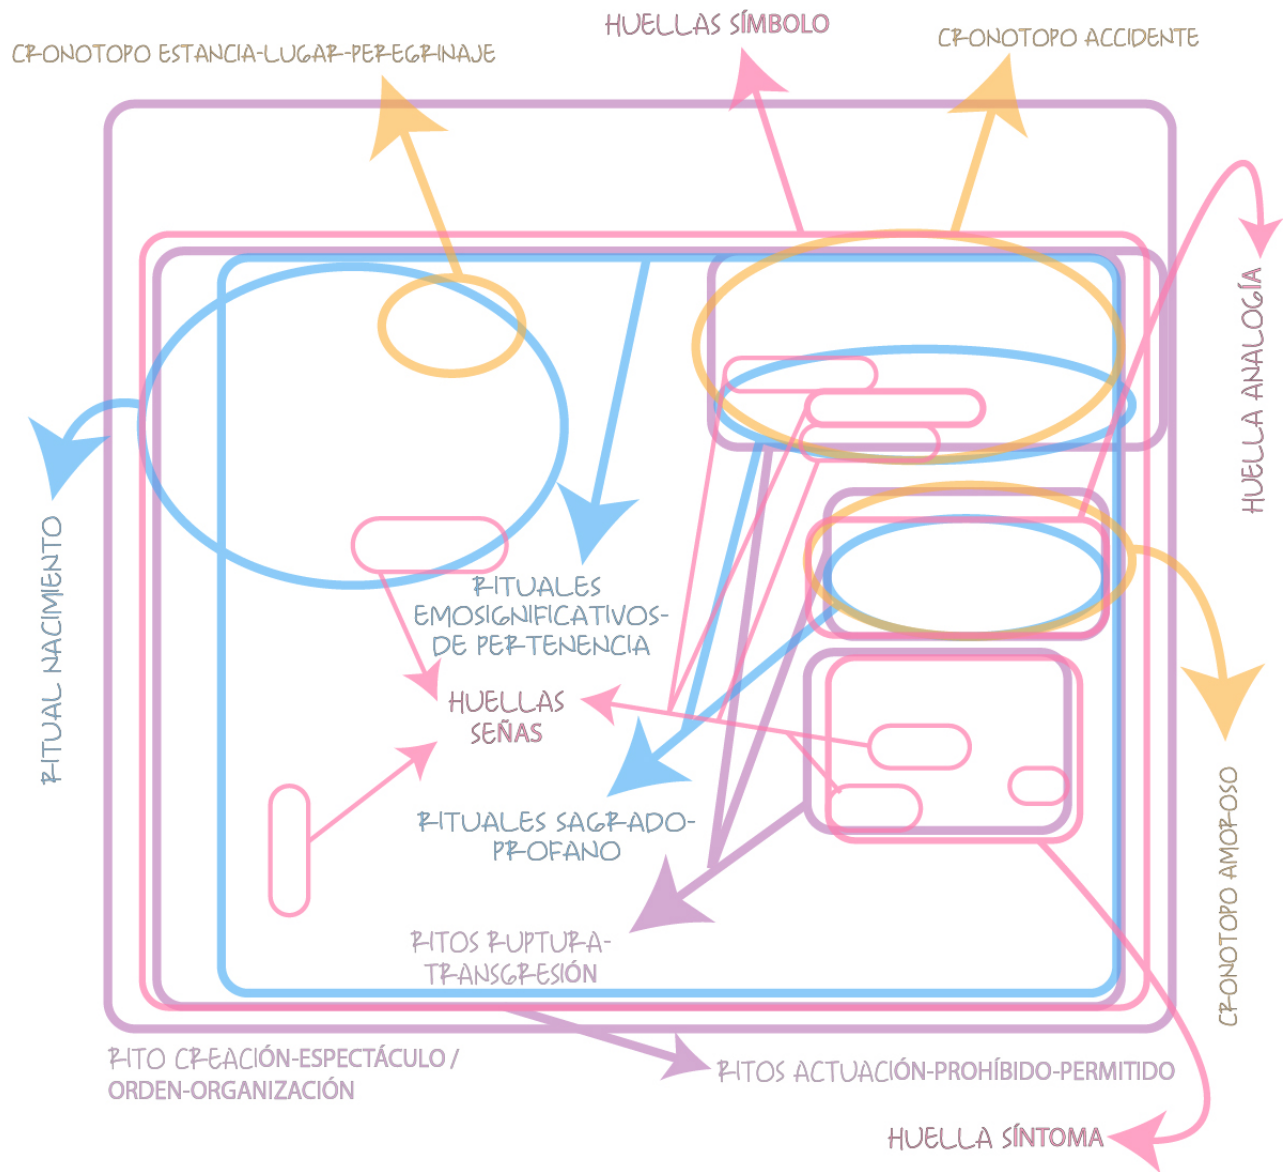 HUELLAS SÍMBOLO
CRONOTOPO ESTANCIA-LUGAR-PEREGRINAJE
CRONOTOPO ACCIDENTE
HUELLA ANALOGÍA
RITUAL NACIMIENTO
RITUALES
EMOSIGNIFICATIVOS-
DE PERTENENCIA
HUELLAS
SEÑAS
RITUALES SAGRADO-
PROFANO
CRONOTOPO AMOROSO
RITOS RUPTURA-
TRANSGRESIÓN
RITO CREACIÓN-ESPECTÁCULO /
ORDEN-ORGANIZACIÓN
RITOS ACTUACIÓN-PROHÍBIDO-PERMITIDO
HUELLA SÍNTOMA